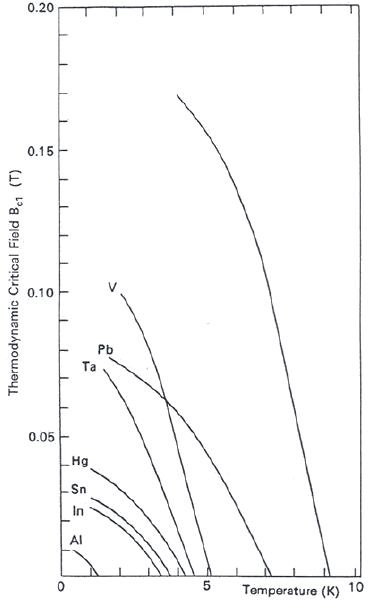 0.20
0.15
0.10
0.05
Thermodynamic Critical Field Bc1 (T)
V
Pb
Ta
Hg
Sn
In
Al
0
5
10
Temperature (K)